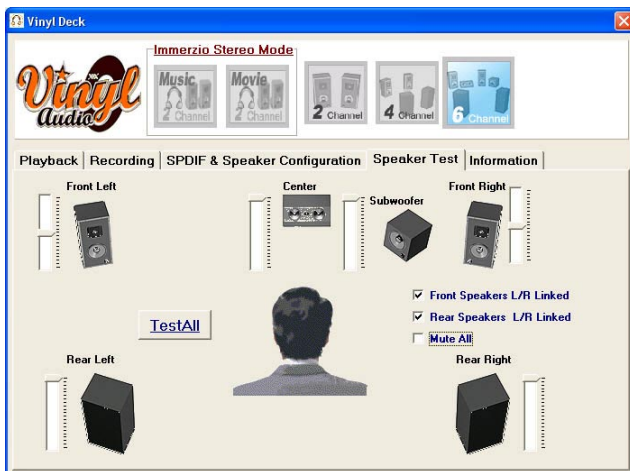 Vinyl Deck
Immerzio Stereo Mode
Vinyl
Audio
Music
2 Channel
Movie
2 Channel
2 Channel
4 Channel
6 Channel
Playback
Recording
SPDIF & Speaker Configuration
Speaker Test
Information
Front Left
Center
Subwoofer
Front Right
Front Speakers L/R Linked
Rear Speakers L/R Linked
Mute All
TestAll
Rear Left
Rear Right